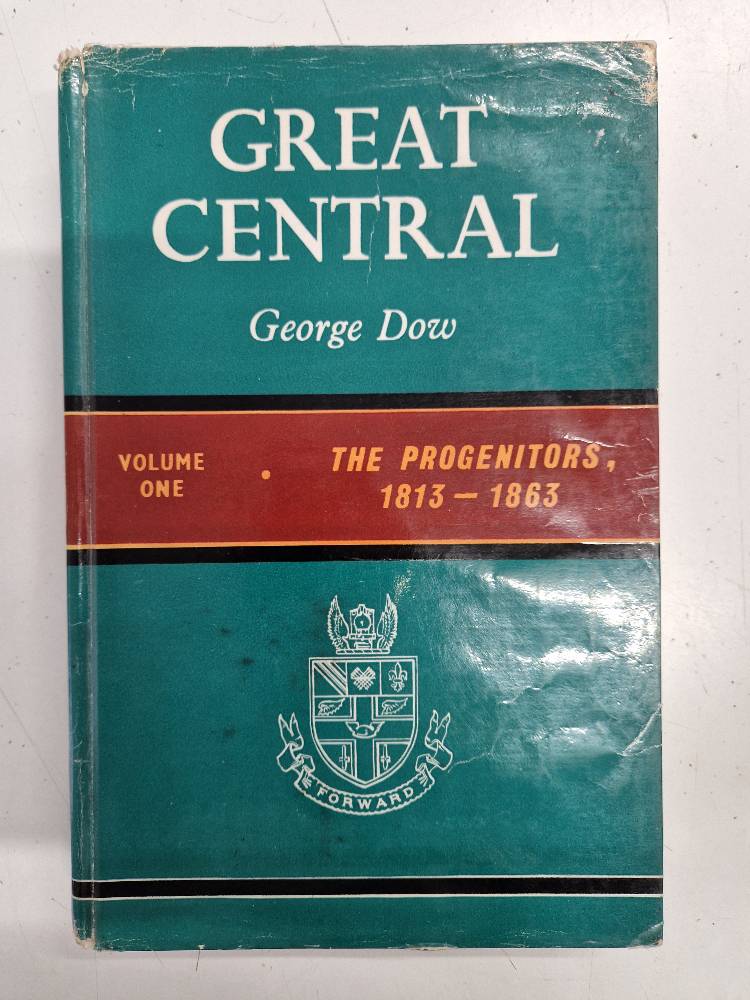 GREAT
CENTRAL
George Dow
VOLUME
ONE
•
THE PROGENITORS,
1813 — 1863
FORWARD